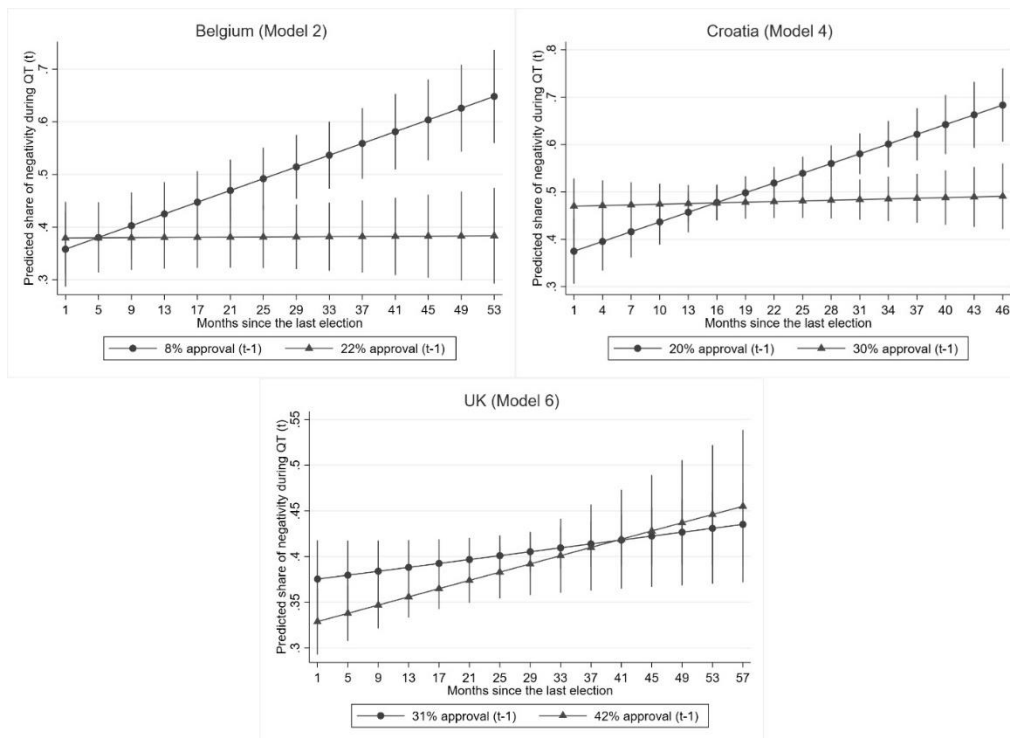 Belgium (Model 2)
Predicted share of negativity during QT (t)
.7
.6
.5
.4
.3
1 5 9 13 17 21 25 29 33 37 41 45 49 53
Months since the last election
8% approval (t-1) 22% approval (t-1)
Croatia (Model 4)
Predicted share of negativity during QT (t)
.8
.7
.6
.5
.4
.3
1 4 7 10 13 16 19 22 25 28 31 34 37 40 43 46
Months since the last election
20% approval (t-1) 30% approval (t-1)
UK (Model 6)
Predicted share of negativity during QT (t)
.55
.5
.45
.4
.35
.3
1 5 9 13 17 21 25 29 33 37 41 45 49 53 57
Months since the last election
31% approval (t-1) 42% approval (t-1)